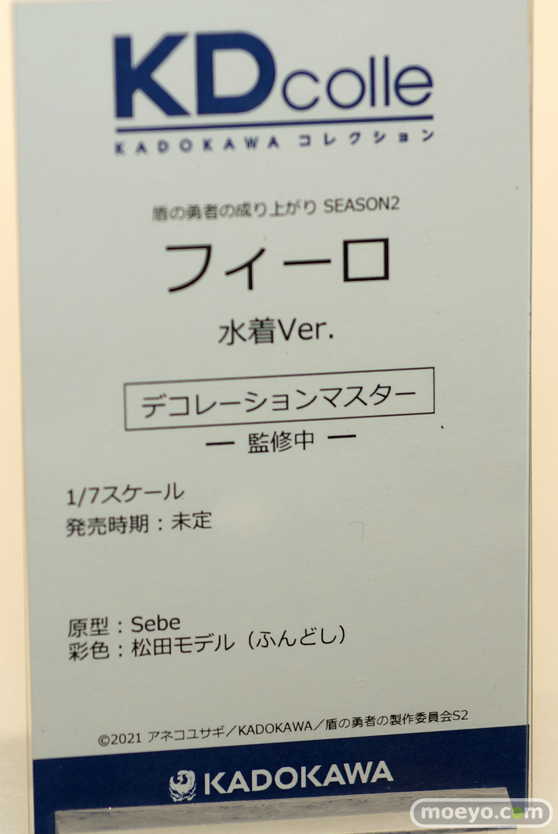 KDcolle
KADOKAWA コレクション
盾の勇者の成り上がり SEASON2
フィーロ
水着Ver.
デコレーションマスター
― 監修中 ―
1/7スケール
発売時期：未定
原型：Sebe
彩色：松田モデル（ふんどし）
©2021 アネコユサギ／KADOKAWA／盾の勇者の製作委員会S2
KADOKAWA
moeyo.com